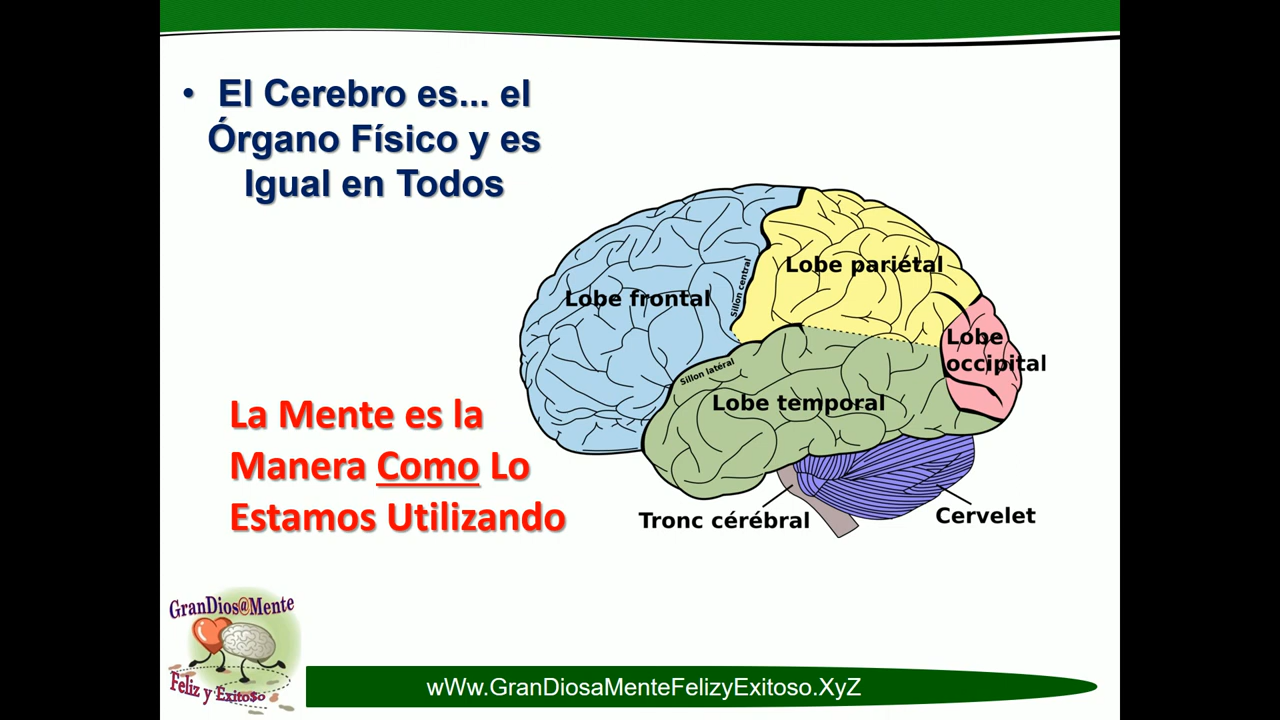 • El Cerebro es... el
Órgano Físico y es
Igual en Todos
Lobe frontal
Sillon central
Lobe pariétal
Lobe
occipital
Sillon latéral
Lobe temporal
Tronc cérébral
Cervelet
La Mente es la
Manera Como Lo
Estamos Utilizando
GranDios@Mente
Feliz y Exito$o
wWw.GranDiosaMenteFelizyExitoso.XyZ